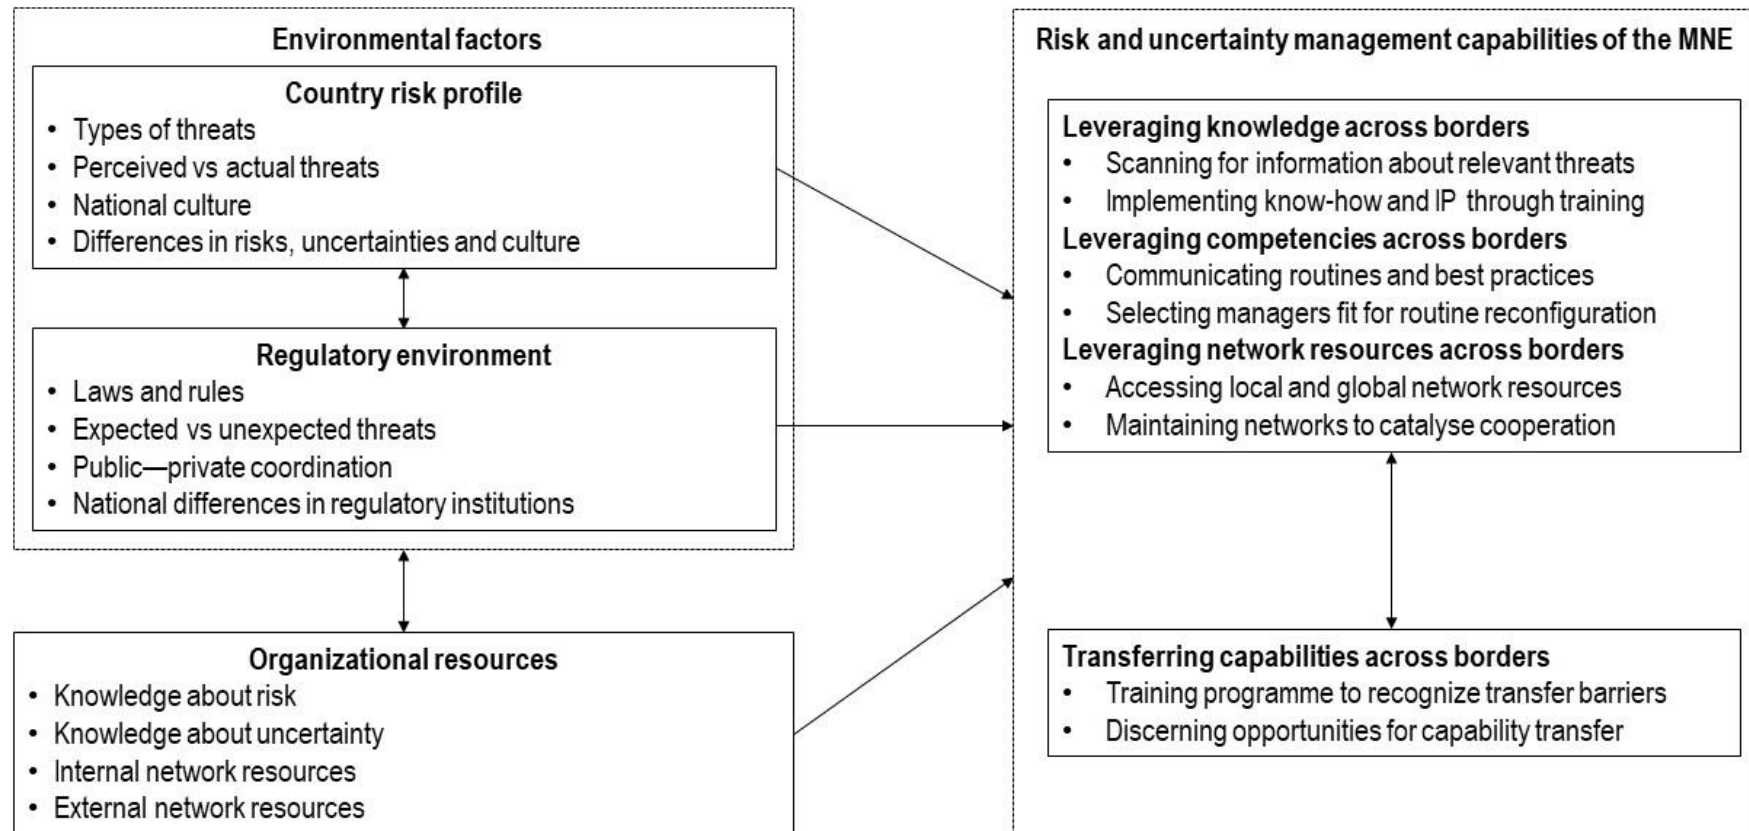 Environmental factors
Country risk profile
• Types of threats
• Perceived vs actual threats
• National culture
• Differences in risks, uncertainties and culture
Regulatory environment
• Laws and rules
• Expected vs unexpected threats
• Public—private coordination
• National differences in regulatory institutions
Organizational resources
• Knowledge about risk
• Knowledge about uncertainty
• Internal network resources
• External network resources
Risk and uncertainty management capabilities of the MNE
Leveraging knowledge across borders
• Scanning for information about relevant threats
• Implementing know-how and IP through training
Leveraging competencies across borders
• Communicating routines and best practices
• Selecting managers fit for routine reconfiguration
Leveraging network resources across borders
• Accessing local and global network resources
• Maintaining networks to catalyse cooperation
Transferring capabilities across borders
• Training programme to recognize transfer barriers
• Discerning opportunities for capability transfer